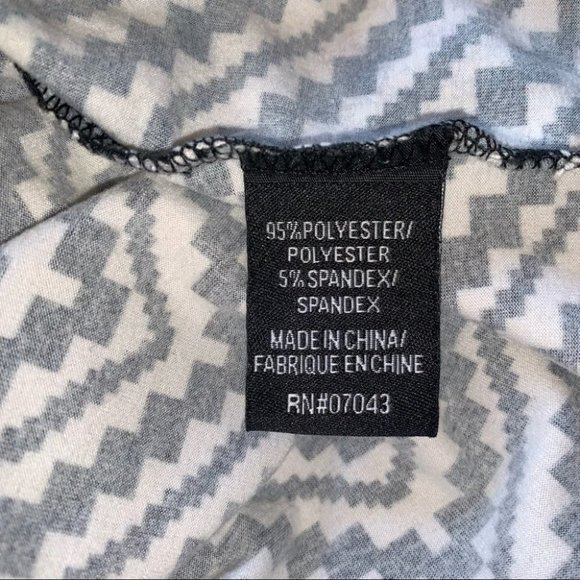 95%POLYESTER/
POLYESTER
5% SPANDEX/
SPANDEX
MADE IN CHINA/
FABRIQUE EN CHINE
RN#07043